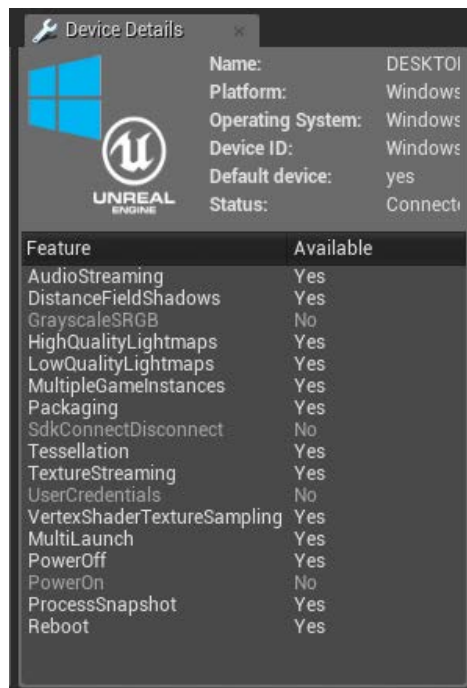 Device Details
Name: DESKTO
Platform: Windows
Operating System: Windows
Device ID: Windows
Default device: yes
Status: Connect
UNREAL
ENGINE
Feature Available
AudioStreaming Yes
DistanceFieldShadows Yes
GrayscaleSRGB No
HighQualityLightmaps Yes
LowQualityLightmaps Yes
MultipleGameInstances Yes
Packaging Yes
SdkConnectDisconnect No
Tessellation Yes
TextureStreaming Yes
UserCredentials No
VertexShaderTextureSampling Yes
MultiLaunch Yes
PowerOff Yes
PowerOn No
ProcessSnapshot Yes
Reboot Yes